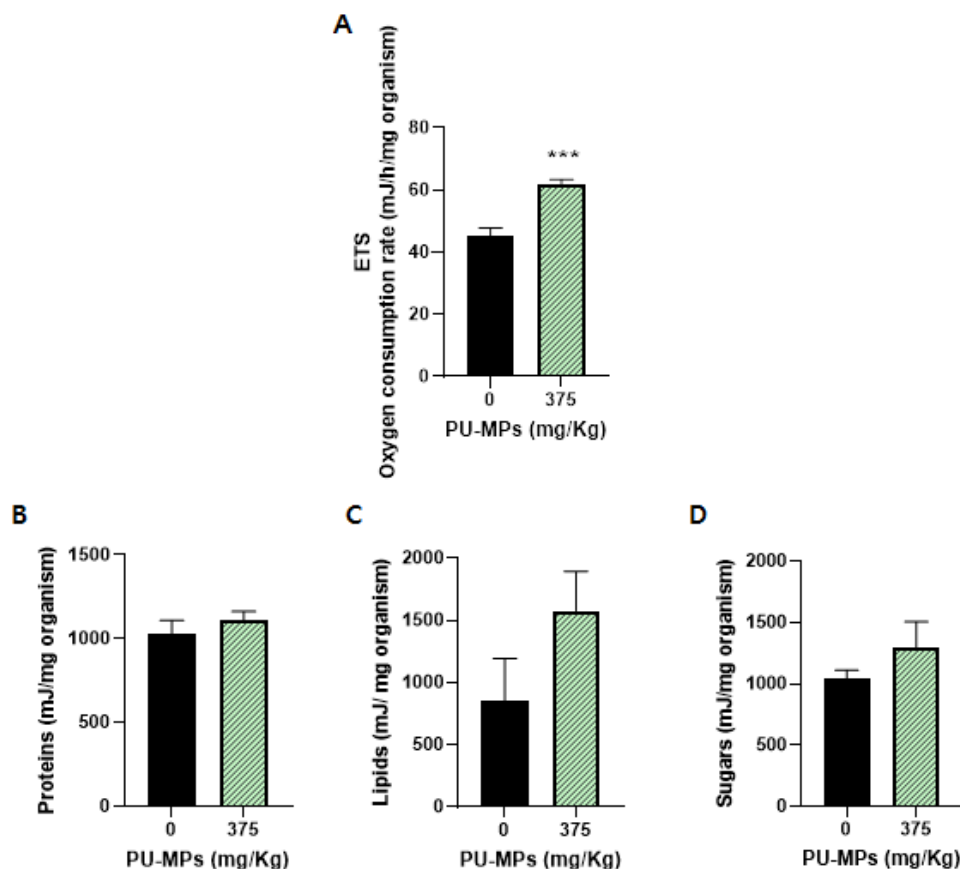 A
ETS
Oxygen consumption rate (mJ/h/mg organism)
80
60
40
20
0
***
0 375
PU-MPs (mg/Kg)
B
Proteins (mJ/mg organism)
1500
1000
500
0
0 375
PU-MPs (mg/Kg)
C
Lipids (mJ/ mg organism)
2000
1500
1000
500
0
0 375
PU-MPs (mg/Kg)
D
Sugars (mJ/mg organism)
2000
1500
1000
500
0
0 375
PU-MPs (mg/Kg)